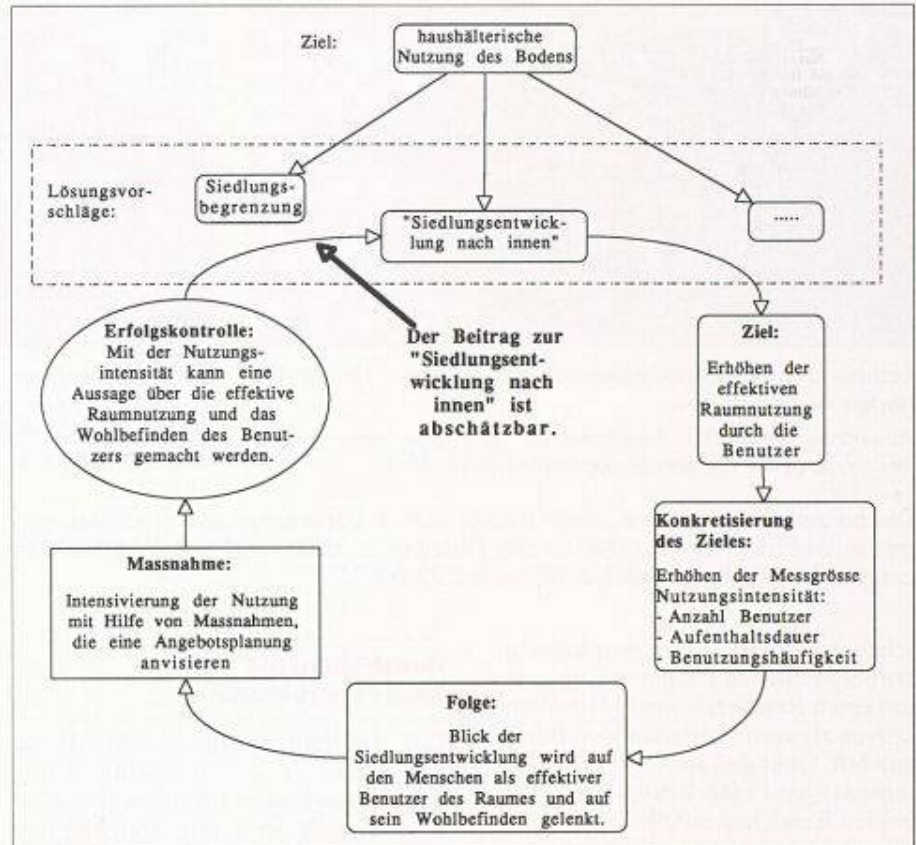 Ziel:
haushälterische
Nutzung des Bodens
Lösungsvor-
schläge:
Siedlungs-
begrenzung
"Siedlungsentwick-
lung nach innen"
.....
Erfolgskontrolle:
Mit der Nutzungs-
intensität kann eine
Aussage über die effektive
Raumnutzung und das
Wohlbefinden des Benut-
zers gemacht werden.
Der Beitrag zur
"Siedlungsent-
wicklung nach
innen" ist
abschätzbar.
Ziel:
Erhöhen der
effektiven
Raumnutzung
durch die
Benutzer
Konkretisierung
des Zieles:
Erhöhen der Messgrösse
Nutzungsintensität:
- Anzahl Benutzer
- Aufenthaltsdauer
- Benutzungshäufigkeit
Massnahme:
Intensivierung der Nutzung
mit Hilfe von Massnahmen,
die eine Angebotsplanung
anvisieren
Folge:
Blick der
Siedlungsentwicklung wird auf
den Menschen als effektiver
Benutzer des Raumes und auf
sein Wohlbefinden gelenkt.